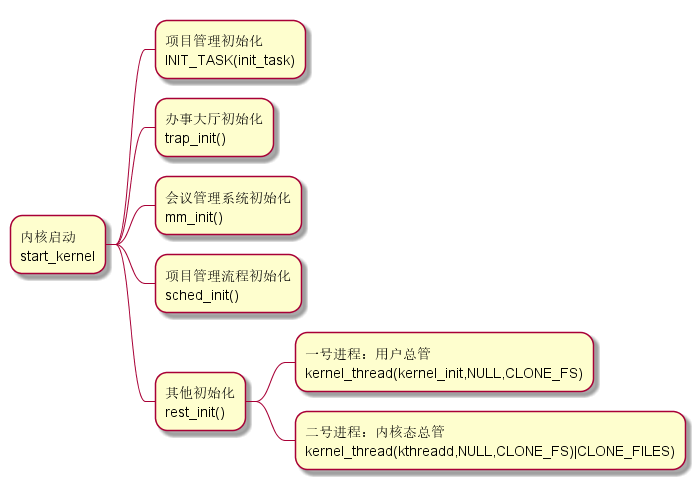 内核启动
start_kernel
项目管理初始化
INIT_TASK(init_task)
办事大厅初始化
trap_init()
会议管理系统初始化
mm_init()
项目管理流程初始化
sched_init()
其他初始化
rest_init()
一号进程：用户总管
kernel_thread(kernel_init,NULL,CLONE_FS)
二号进程：内核态总管
kernel_thread(kthreadd,NULL,CLONE_FS)|CLONE_FILES)